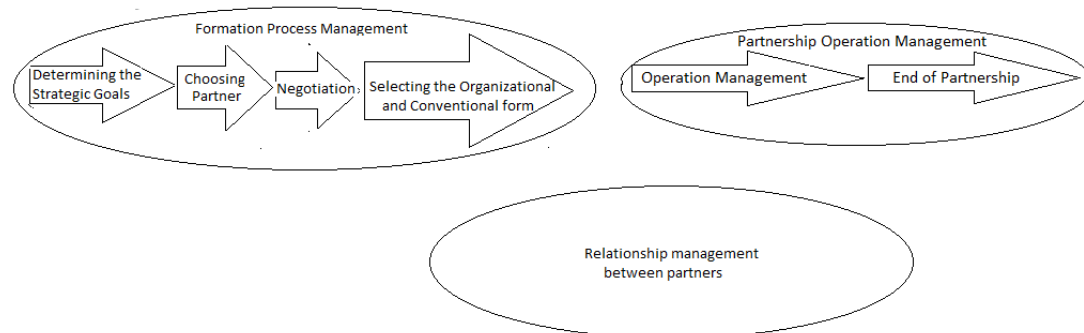 Formation Process Management
Determining the
Strategic Goals
Choosing
Partner
Negotiation
Selecting the Organizational
and Conventional form
Partnership Operation Management
Operation Management
End of Partnership
Relationship management
between partners